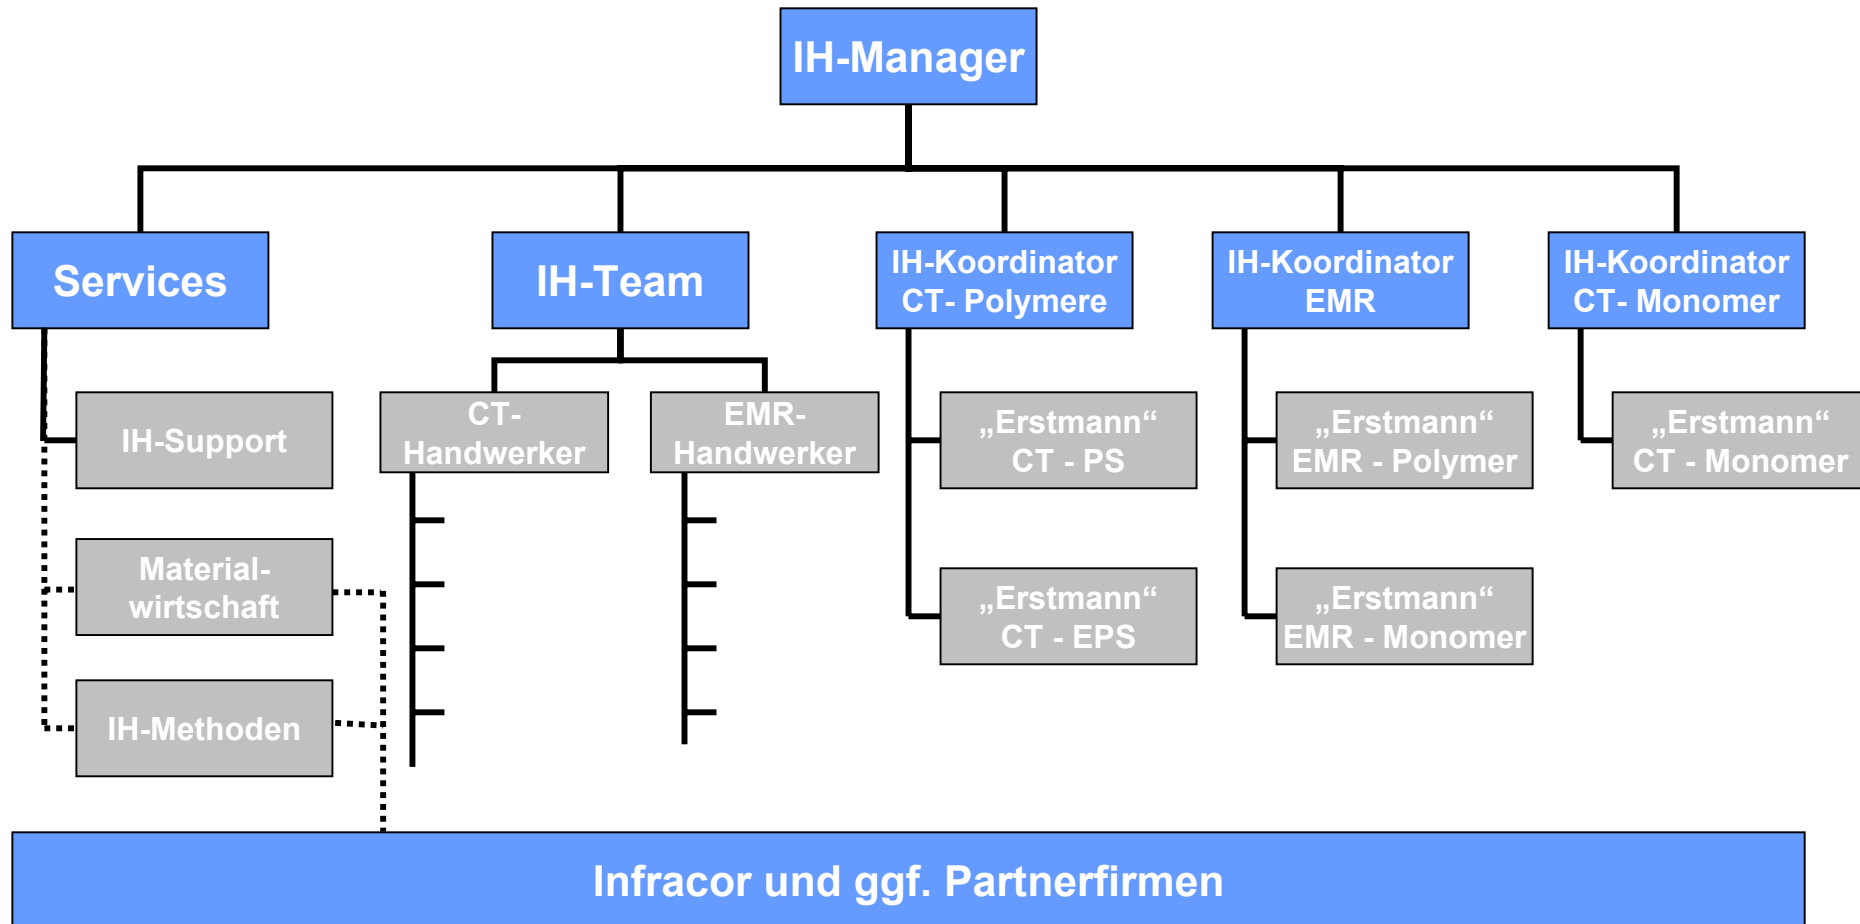 IH-Manager
Services
IH-Team
IH-Koordinator
CT- Polymere
IH-Koordinator
EMR
IH-Koordinator
CT- Monomer
IH-Support
Material-
wirtschaft
IH-Methoden
CT-
Handwerker
EMR-
Handwerker
„Erstmann“
CT - PS
„Erstmann“
CT - EPS
„Erstmann“
EMR - Polymer
„Erstmann“
EMR - Monomer
„Erstmann“
CT - Monomer
Infracor und ggf. Partnerfirmen